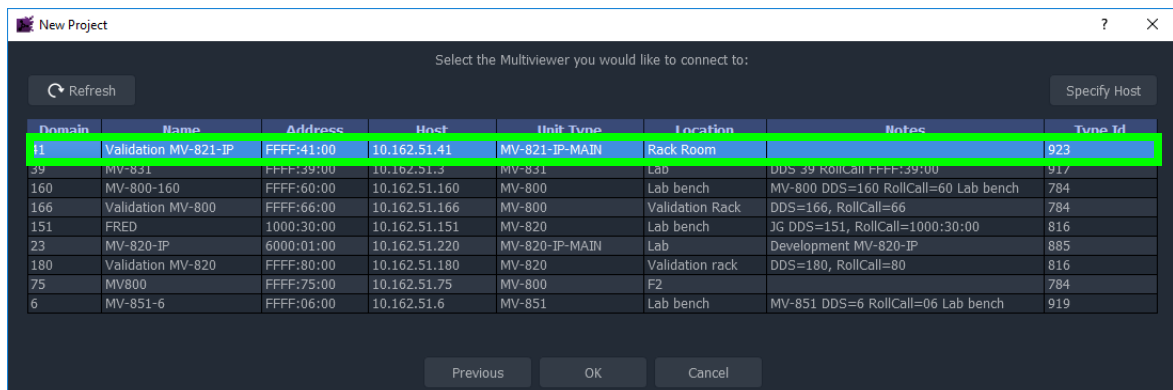 New Project ? ×
Select the Multiviewer you would like to connect to:
Refresh Specify Host
Domain Name Address Host Unit Type Location Notes Type Id
41 Validation MV-821-IP FFFF:41:00 10.162.51.41 MV-821-IP-MAIN Rack Room 923
39 MV-831 FFFF:39:00 10.162.51.3 MV-831 Lab DDS 39 RollCall FFFF:39:00 917
160 MV-800-160 FFFF:60:00 10.162.51.160 MV-800 Lab bench MV-800 DDS=160 RollCall=60 Lab bench 784
166 Validation MV-800 FFFF:66:00 10.162.51.166 MV-800 Validation Rack DDS=166, RollCall=66 784
151 FRED 1000:30:00 10.162.51.151 MV-820 Lab bench JG DDS=151, RollCall=1000:30:00 816
23 MV-820-IP 6000:01:00 10.162.51.220 MV-820-IP-MAIN Lab Development MV-820-IP 885
180 Validation MV-820 FFFF:80:00 10.162.51.180 MV-820 Validation rack DDS=180, RollCall=80 816
75 MV800 FFFF:75:00 10.162.51.75 MV-800 F2 784
6 MV-851-6 FFFF:06:00 10.162.51.6 MV-851 Lab bench MV-851 DDS=6 RollCall=06 Lab bench 919
Previous OK Cancel